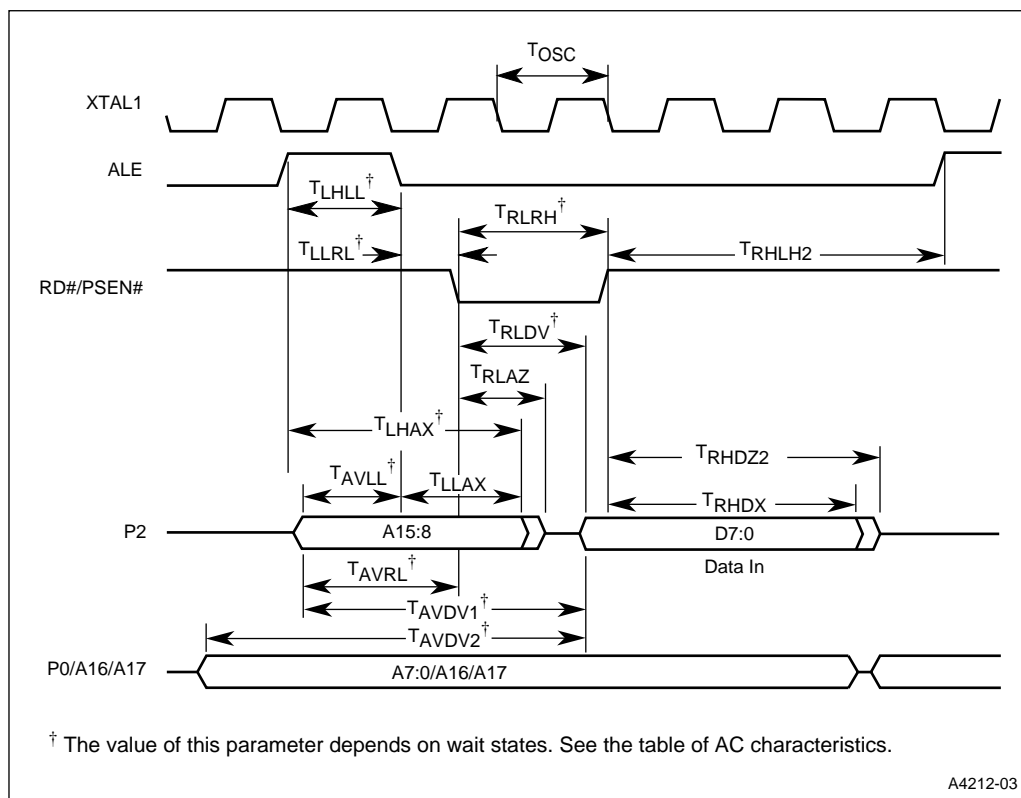 TOSC
XTAL1
ALE
TLHLL†
TRLRH†
TLLRL†
TRHLH2
RD#/PSEN#
TRLDV†
TRLAZ
TLHAX†
TRHDZ2
TAVLL†
TLLAX
TRHDX
P2
A15:8
D7:0
Data In
TAVRL†
TAVDV1†
TAVDV2†
P0/A16/A17
A7:0/A16/A17
† The value of this parameter depends on wait states. See the table of AC characteristics.
A4212-03